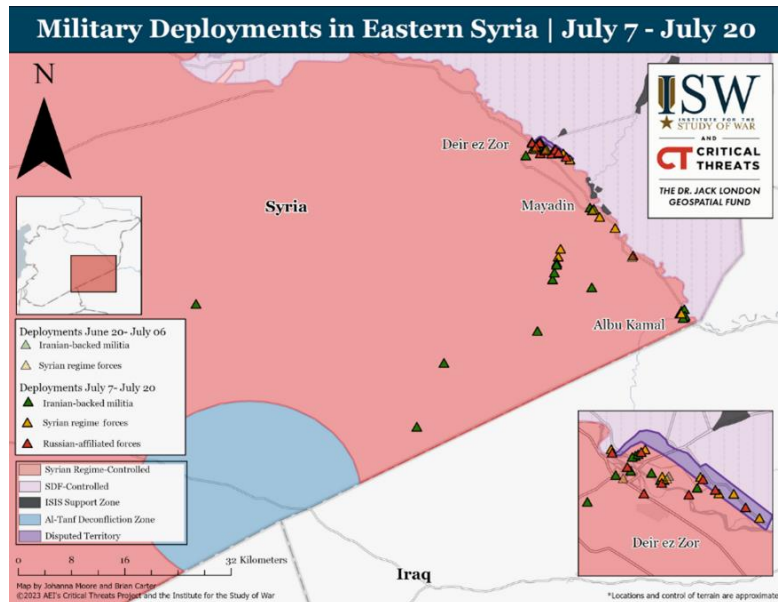 Military Deployments in Eastern Syria | July 7 - July 20
N
ISW
INSTITUTE FOR THE
STUDY OF WAR
AND
CT CRITICAL
THREATS
THE DR. JACK LONDON
GEOSPATIAL FUND
Deir ez Zor
Mayadin
Syria
Albu Kamal
Deployments June 20- July 06
Iranian-backed militia
Syrian regime forces
Deployments July 7- July 20
Iranian-backed militia
Syrian regime forces
Russian-affiliated forces
Syrian Regime-Controlled
SDF-Controlled
ISIS Support Zone
Al-Tanf Deconfliction Zone
Disputed Territory
Deir ez Zor
0 8 16 32 Kilometers
Iraq
Map by Johanna Moore and Brian Carter
©2023 AEI's Critical Threats Project and the Institute for the Study of War
*Locations and control of terrain are approximate